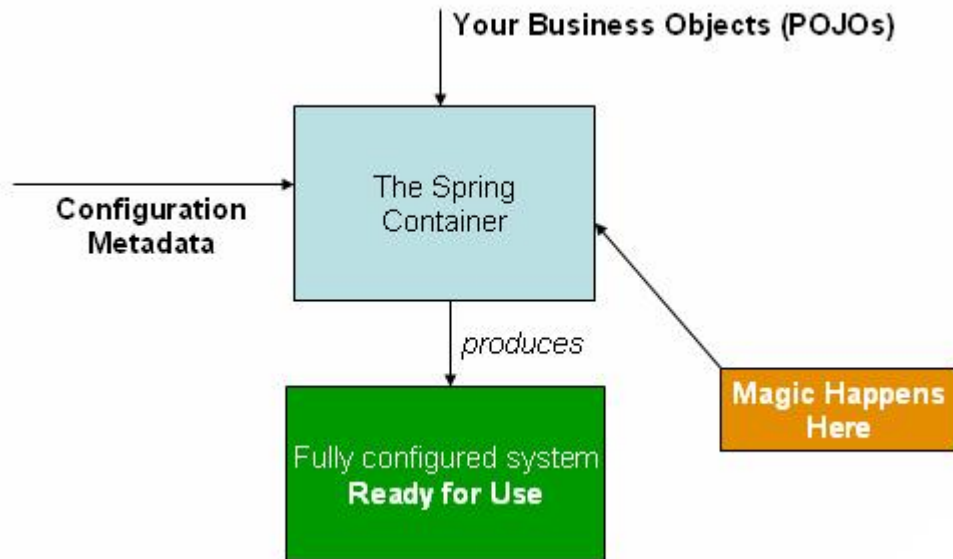 Your Business Objects (POJOs)
The Spring
Container
Configuration
Metadata
produces
Magic Happens
Here
Fully configured system
Ready for Use